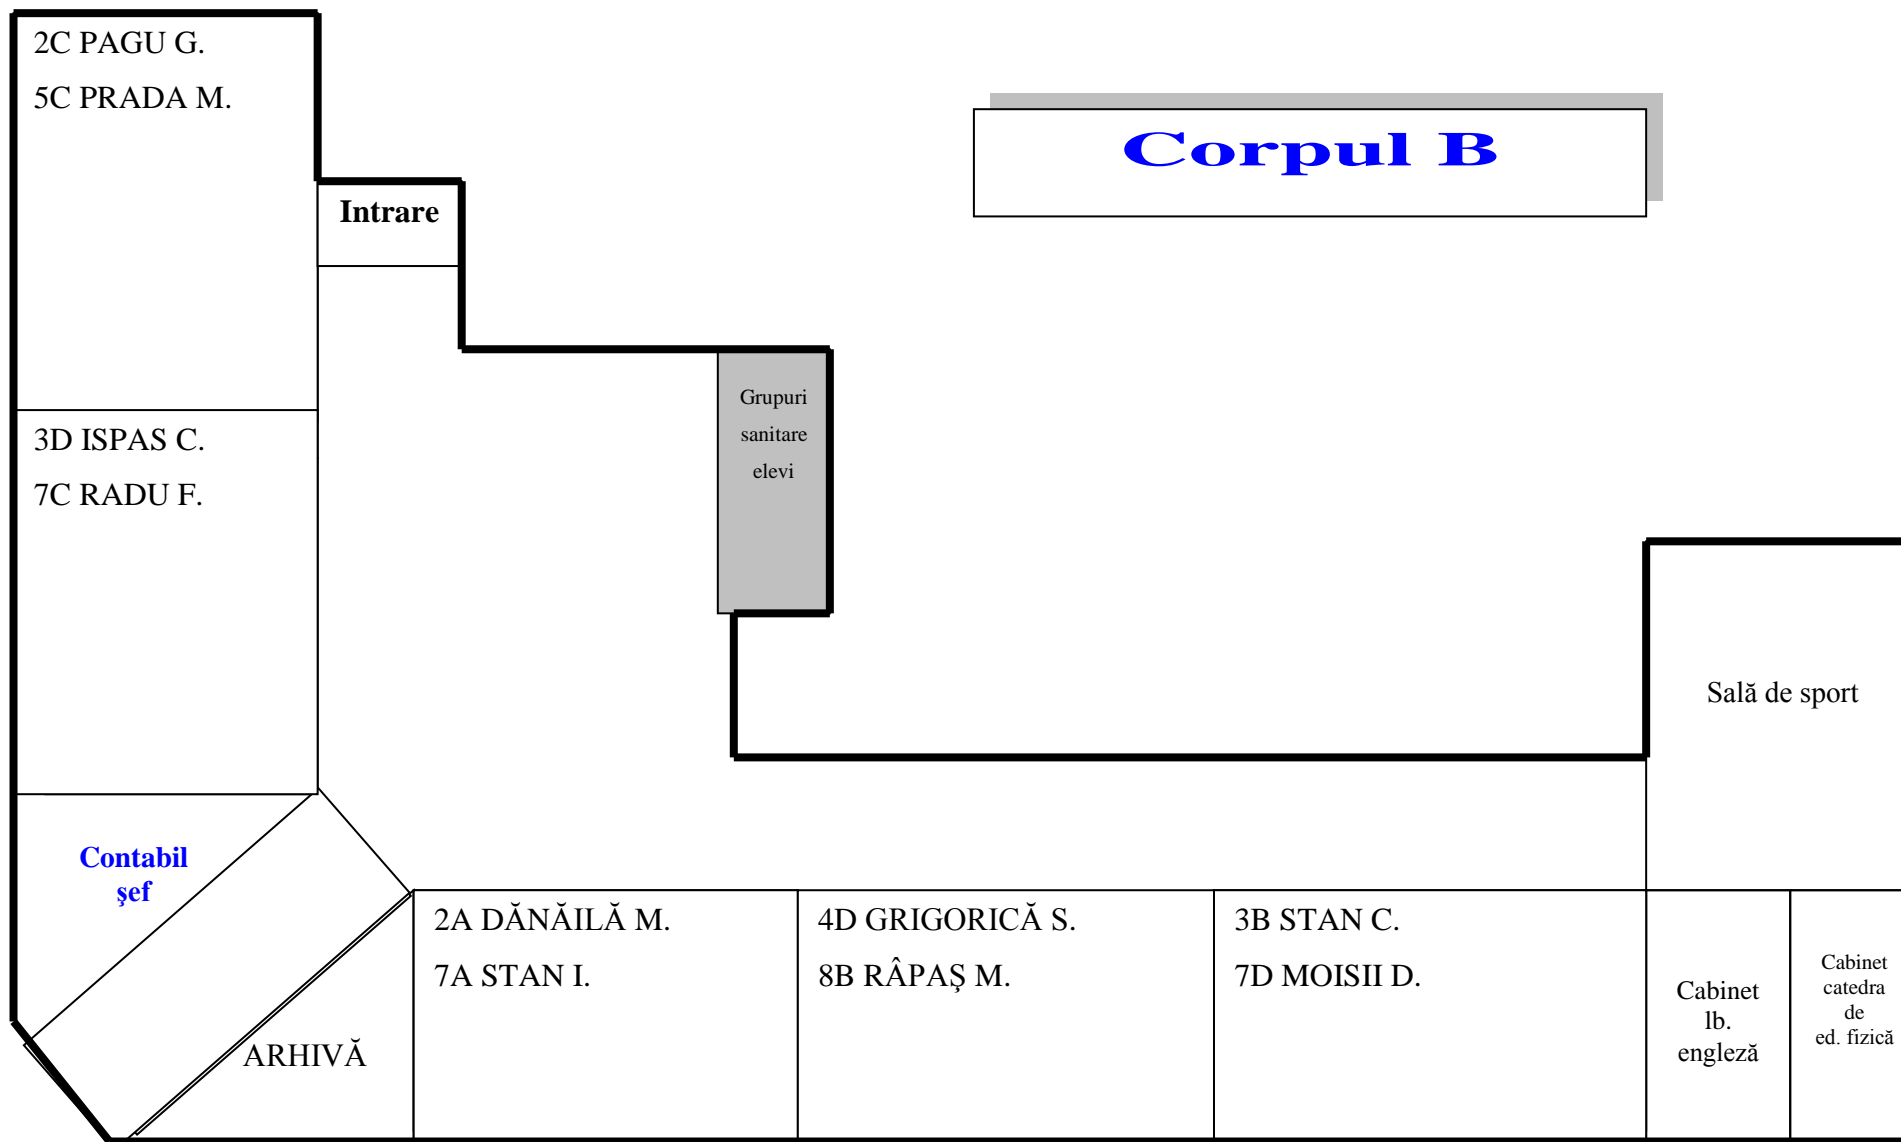 2C PAGU G.
5C PRADA M.
Corpul B
Intrare
Grupuri
sanitare
elevi
3D ISPAS C.
7C RADU F.
Sală de sport
Contabil
şef
ARHIVĂ
2A DĂNĂILĂ M.
7A STAN I.
4D GRIGORICĂ S.
8B RÂPAŞ M.
3B STAN C.
7D MOISII D.
Cabinet
lb.
engleză
Cabinet
catedra
de
ed. fizică